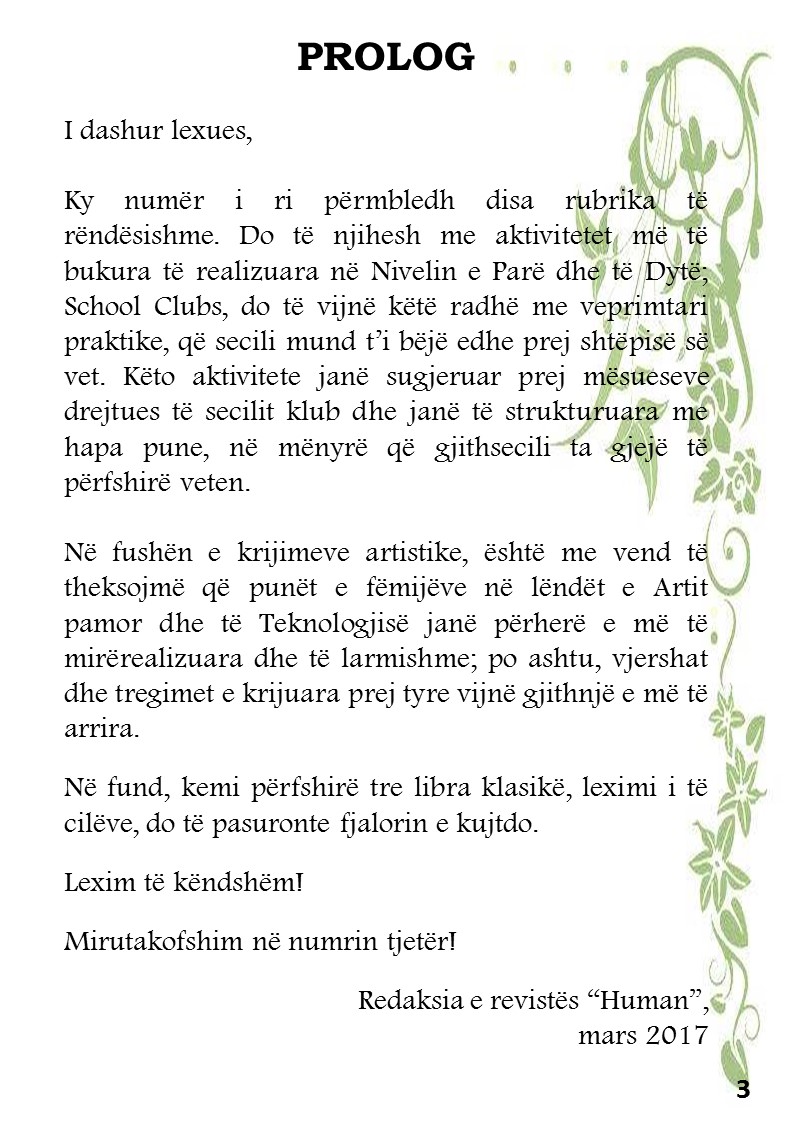 PROLOG
I dashur lexues,
Ky numër i ri përmbledh disa rubrika të
rëndësishme. Do të njihesh me aktivitetet më të
bukura të realizuara në Nivelin e Parë dhe të Dytë;
School Clubs, do të vijnë këtë radhë me veprimtari
praktike, që secili mund t’i bëjë edhe prej shtëpisë së
vet. Këto aktivitete janë sugjeruar prej mësueseve
drejtues të secilit klub dhe janë të strukturuara me
hapa pune, në mënyrë që gjithsecili ta gjejë të
përfshirë veten.
Në fushën e krijimeve artistike, është me vend të
theksojmë që punët e fëmijëve në lëndët e Artit
pamor dhe të Teknologjisë janë përherë e më të
mirërealizuara dhe të larmishme; po ashtu, vjershat
dhe tregimet e krijuara prej tyre vijnë gjithnjë e më të
arrira.
Në fund, kemi përfshirë tre libra klasikë, leximi i të
cilëve, do të pasuronte fjalorin e kujtdo.
Lexim të këndshëm!
Mirutakofshim në numrin tjetër!
Redaksia e revistës “Human”,
mars 2017
3